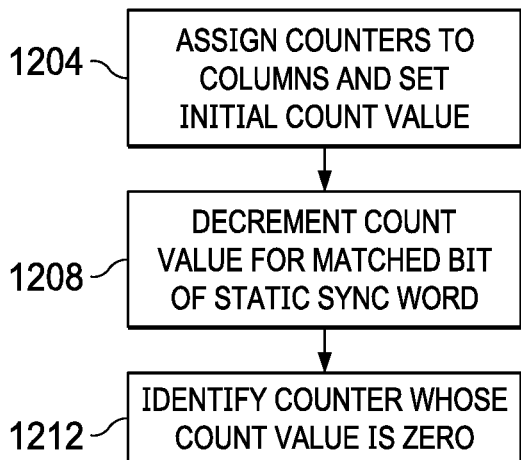 1204
ASSIGN COUNTERS TO
COLUMNS AND SET
INITIAL COUNT VALUE
1208
DECREMENT COUNT
VALUE FOR MATCHED BIT
OF STATIC SYNC WORD
1212
IDENTIFY COUNTER WHOSE
COUNT VALUE IS ZERO